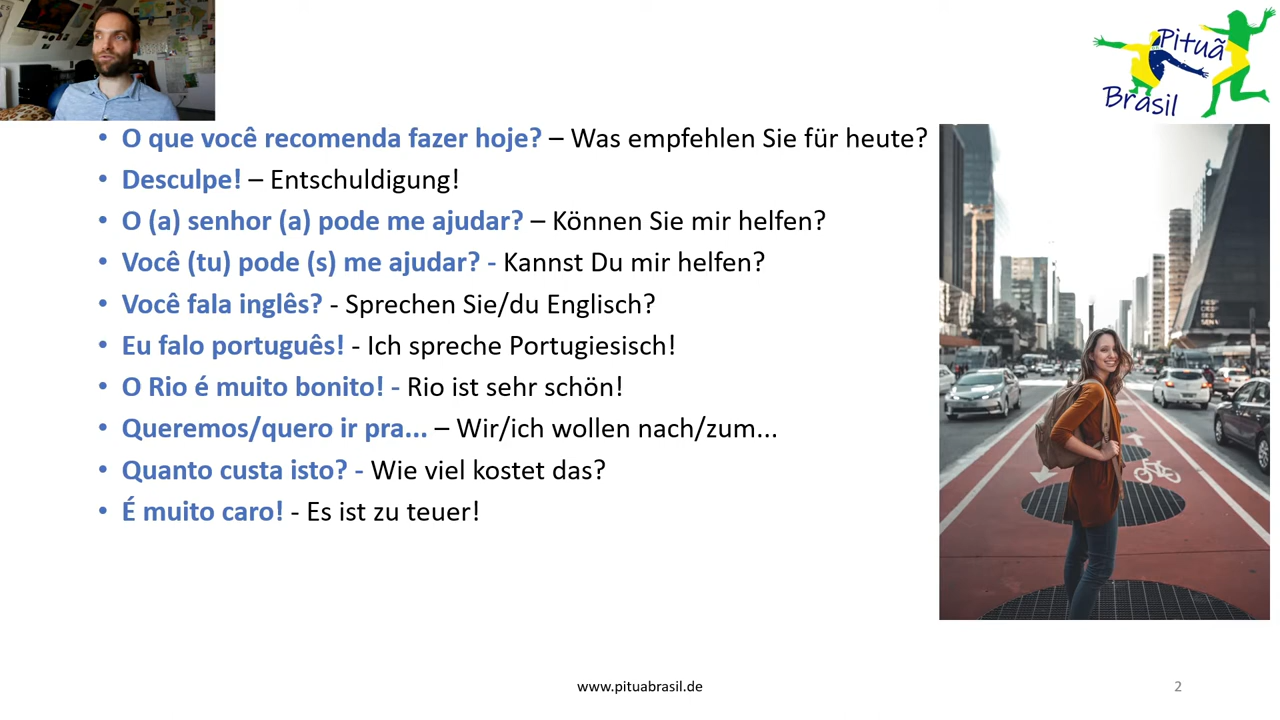 Pituã
Brasil
O que você recomenda fazer hoje? – Was empfehlen Sie für heute?
Desculpe! – Entschuldigung!
O (a) senhor (a) pode me ajudar? – Können Sie mir helfen?
Você (tu) pode (s) me ajudar? - Kannst Du mir helfen?
Você fala inglês? - Sprechen Sie/du Englisch?
Eu falo português! - Ich spreche Portugiesisch!
O Rio é muito bonito! - Rio ist sehr schön!
Queremos/quero ir pra... – Wir/ich wollen nach/zum...
Quanto custa isto? - Wie viel kostet das?
É muito caro! - Es ist zu teuer!
www.pituabrasil.de
2